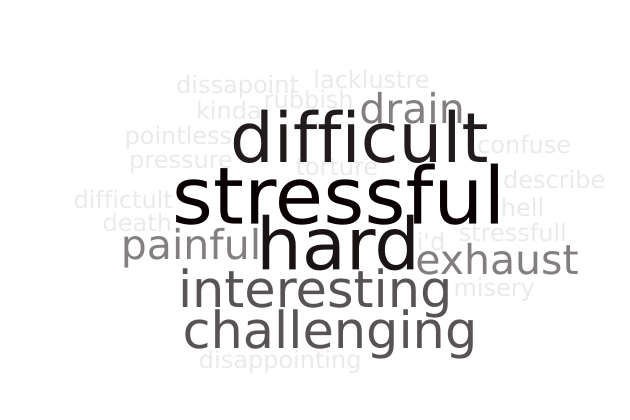 lacklustre
dissapoint
rubbish
kinda
drain
difficult
pointless
confuse
pressure
torture
describe
stressful
diffictult
hell
death
stressfull
i'd
hard
painful
exhaust
interesting
misery
challenging
disappointing